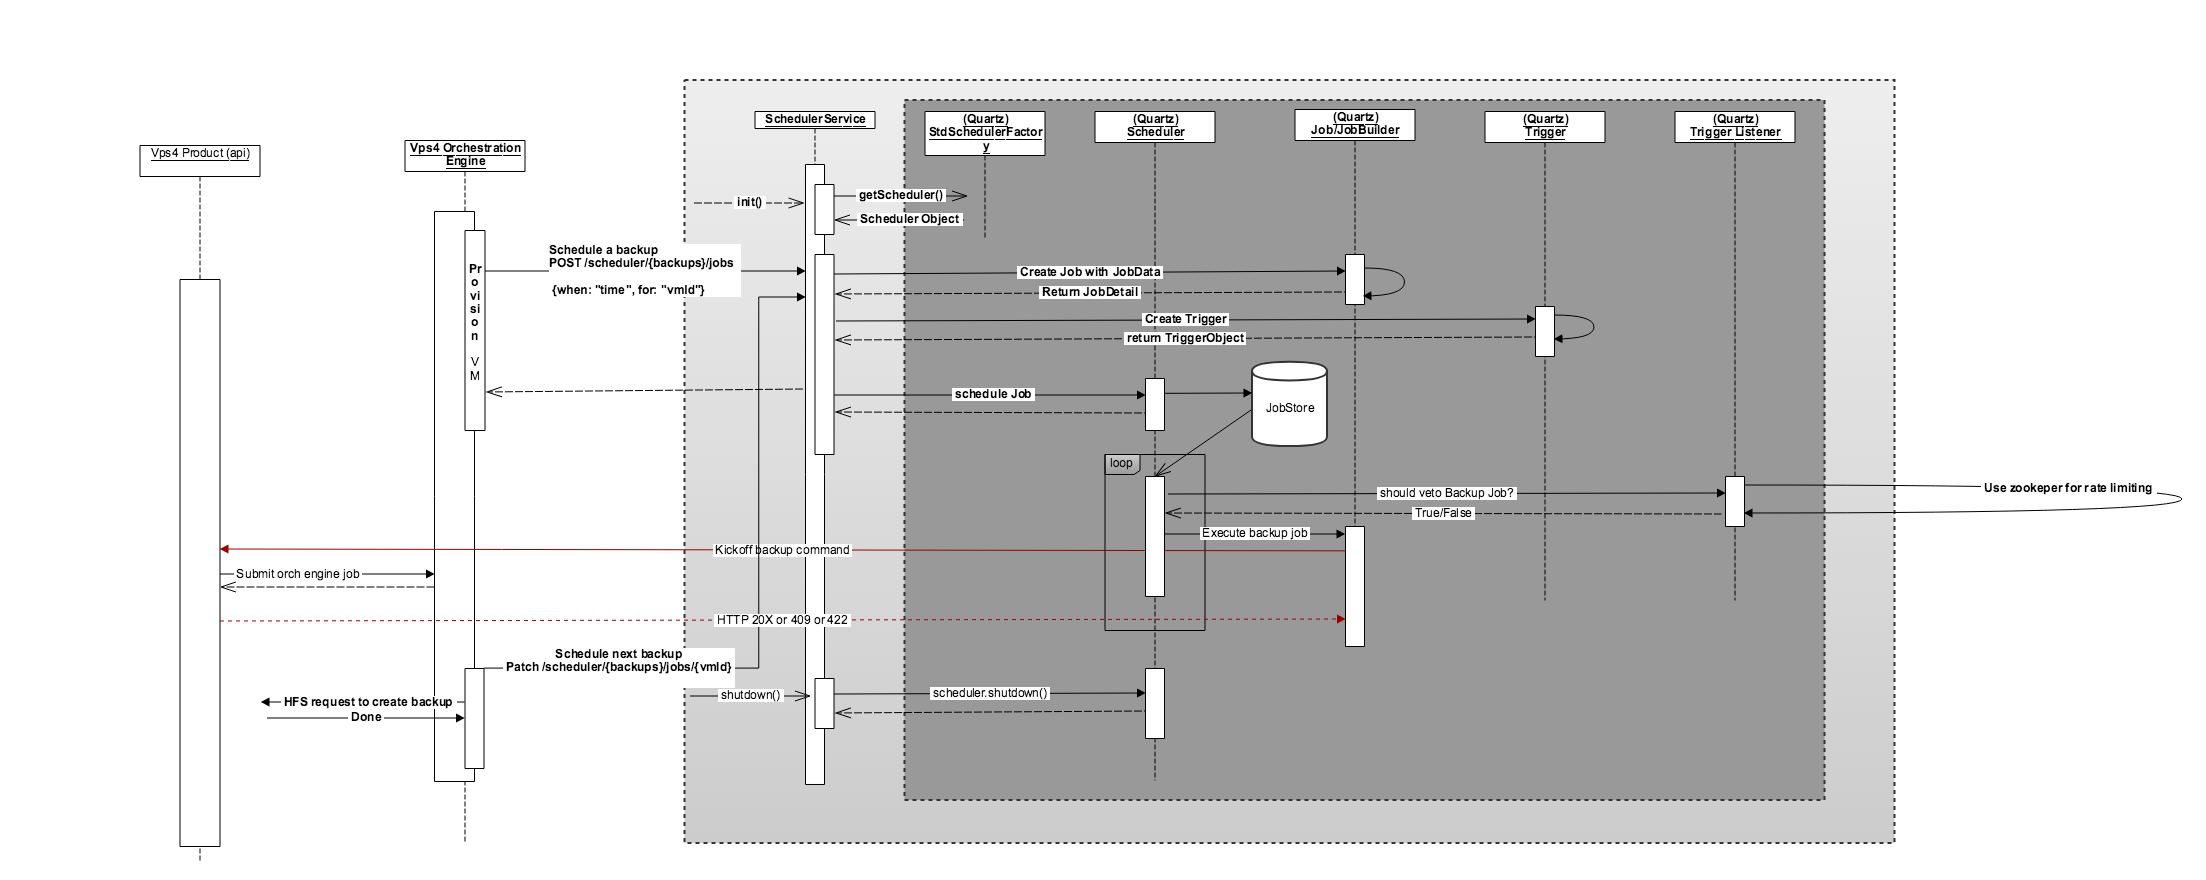 SchedulerService
(Quartz)
StdSchedulerFactor
y
(Quartz)
Scheduler
(Quartz)
Job/JobBuilder
(Quartz)
Trigger
(Quartz)
Trigger Listener
Vps4 Product (api)
Vps4 Orchestration
Engine
init()
getScheduler()
Scheduler Object
Schedule a backup
POST /scheduler/{backups}/jobs
{when: "time", for: "vmId"}
Pr
o
vi
si
o
n
V
M
Create Job with JobData
Return JobDetail
Create Trigger
return TriggerObject
schedule Job
JobStore
loop
should veto Backup Job?
True/False
Use zookeper for rate limiting
Execute backup job
Kickoff backup command
Submit orch engine job
HTTP 20X or 409 or 422
Schedule next backup
Patch /scheduler/{backups}/jobs/{vmId}
shutdown()
scheduler.shutdown()
HFS request to create backup
Done